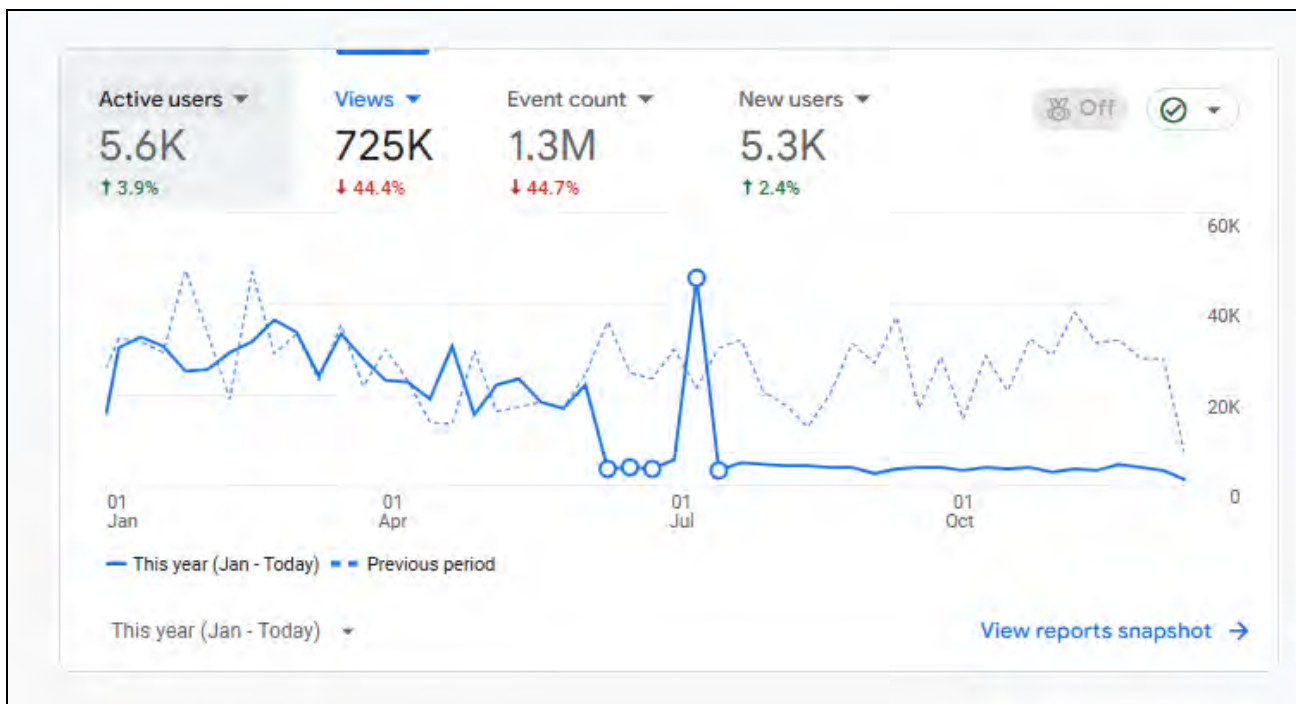 Active users Views Event count New users Off
5.6K 725K 1.3M 5.3K
↑ 3.9% ↓ 44.4% ↓ 44.7% ↑ 2.4%
60K
40K
20K
0
01 01 01 01
Jan Apr Jul Oct
This year (Jan - Today) Previous period
This year (Jan - Today) View reports snapshot →